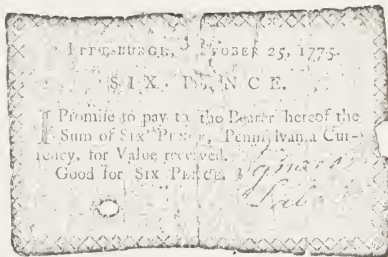 PITTSBURGH, OCTOBER 25, 1775.
SIX PENCE.
I Promise to pay to the Bearer hereof the
Sum of SIX PENCE, Pennsylvania Cur-
rency, for Value received.
Good for SIX PENCE.